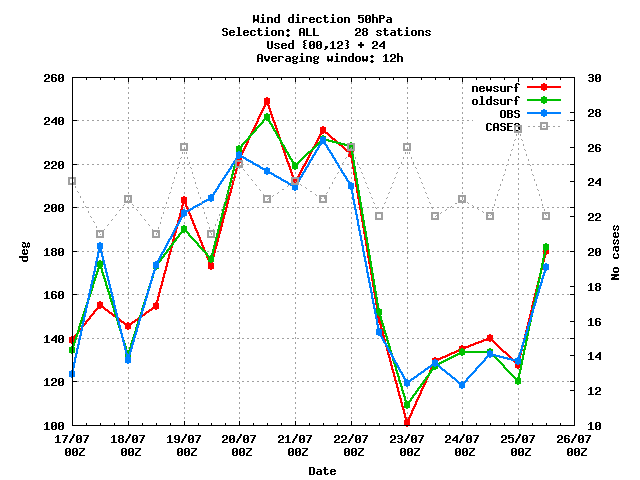 Wind direction 50hPa
Selection: ALL 28 stations
Used {00,12} + 24
Averaging window: 12h
260 30
newsurf
oldsurf
OBS
CASES
240 28
220 26
200 24
180 22
160 20
140 18
120 16
100 14
12
10
deg
No cases
17/07 18/07 19/07 20/07 21/07 22/07 23/07 24/07 25/07 26/07
00Z 00Z 00Z 00Z 00Z 00Z 00Z 00Z 00Z 00Z
Date